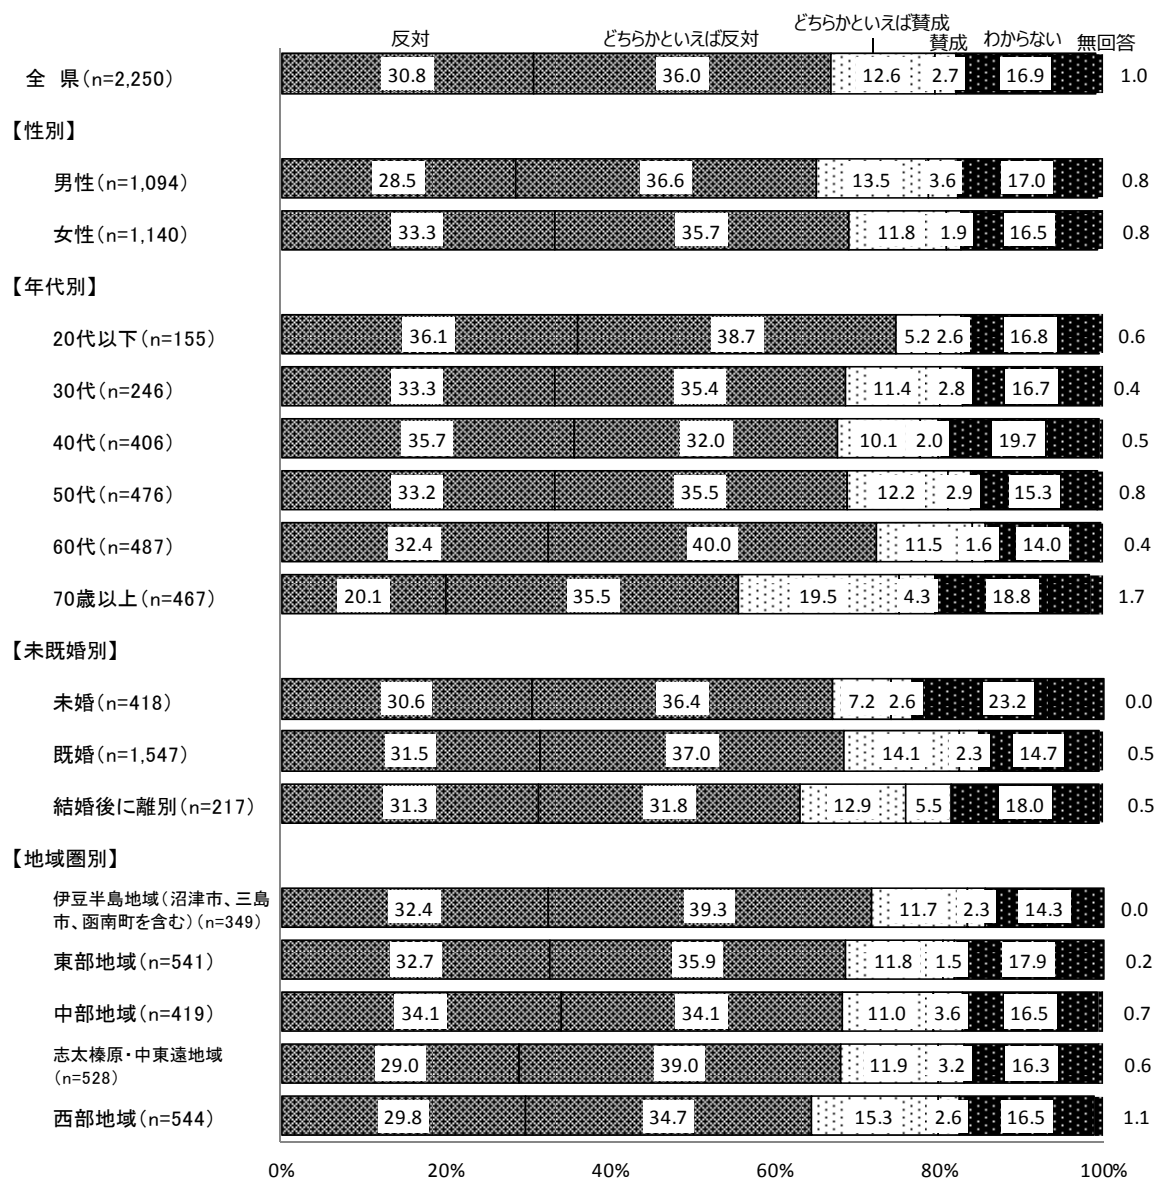 反対 どちらかといえば反対 どちらかといえば賛成 賛成 わからない 無回答
全 県(n=2,250) 30.8 36.0 12.6 2.7 16.9 1.0
【性別】
男性(n=1,094) 28.5 36.6 13.5 3.6 17.0 0.8
女性(n=1,140) 33.3 35.7 11.8 1.9 16.5 0.8
【年代別】
20代以下(n=155) 36.1 38.7 5.2 2.6 16.8 0.6
30代(n=246) 33.3 35.4 11.4 2.8 16.7 0.4
40代(n=406) 35.7 32.0 10.1 2.0 19.7 0.5
50代(n=476) 33.2 35.5 12.2 2.9 15.3 0.8
60代(n=487) 32.4 40.0 11.5 1.6 14.0 0.4
70歳以上(n=467) 20.1 35.5 19.5 4.3 18.8 1.7
【未既婚別】
未婚(n=418) 30.6 36.4 7.2 2.6 23.2 0.0
既婚(n=1,547) 31.5 37.0 14.1 2.3 14.7 0.5
結婚後に離別(n=217) 31.3 31.8 12.9 5.5 18.0 0.5
【地域圏別】
伊豆半島地域(沼津市、三島
市、函南町を含む)(n=349) 32.4 39.3 11.7 2.3 14.3 0.0
東部地域(n=541) 32.7 35.9 11.8 1.5 17.9 0.2
中部地域(n=419) 34.1 34.1 11.0 3.6 16.5 0.7
志太榛原・中東遠地域
(n=528) 29.0 39.0 11.9 3.2 16.3 0.6
西部地域(n=544) 29.8 34.7 15.3 2.6 16.5 1.1
0% 20% 40% 60% 80% 100%